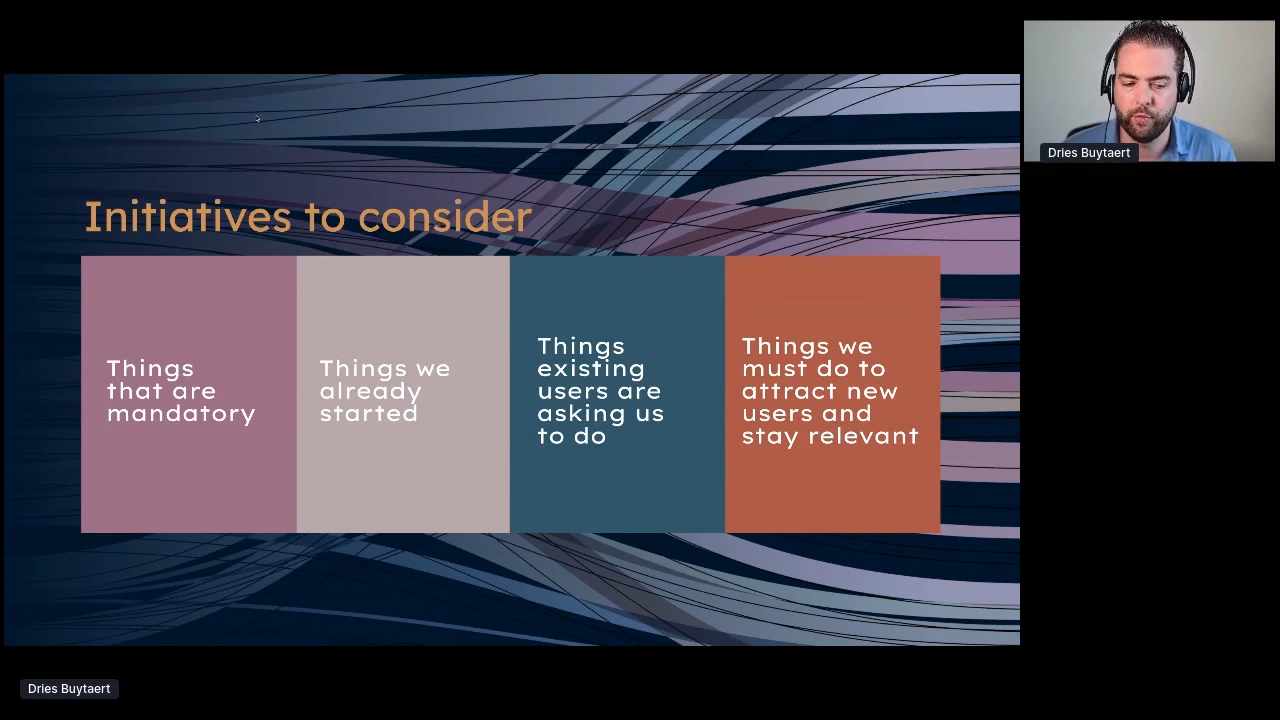 Initiatives to consider
Things
that are
mandatory
Things we
already
started
Things
existing
users are
asking us
to do
Things we
must do to
attract new
users and
stay relevant
Dries Buytaert
Dries Buytaert